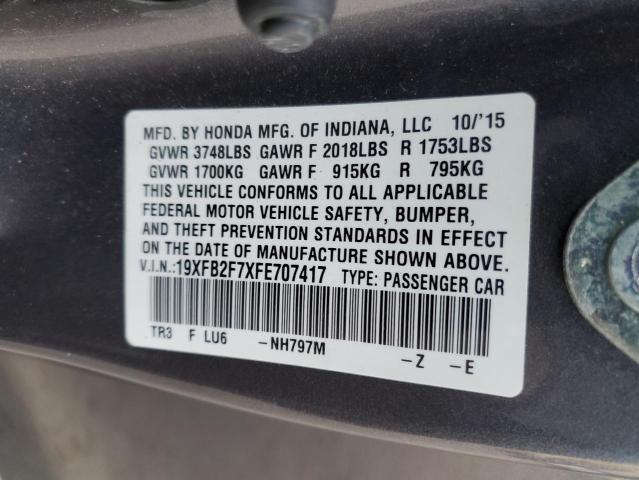 MFD. BY HONDA MFG. OF INDIANA, LLC 10/'15
GVWR 3748LBS GAWR F 2018LBS R 1753LBS
GVWR 1700KG GAWR F 915KG R 795KG
THIS VEHICLE CONFORMS TO ALL APPLICABLE
FEDERAL MOTOR VEHICLE SAFETY, BUMPER,
AND THEFT PREVENTION STANDARDS IN EFFECT
ON THE DATE OF MANUFACTURE SHOWN ABOVE.
V.I.N.:19XFB2F7XFE707417 TYPE: PASSENGER CAR
TR3 F LU6 -NH797M -Z -E